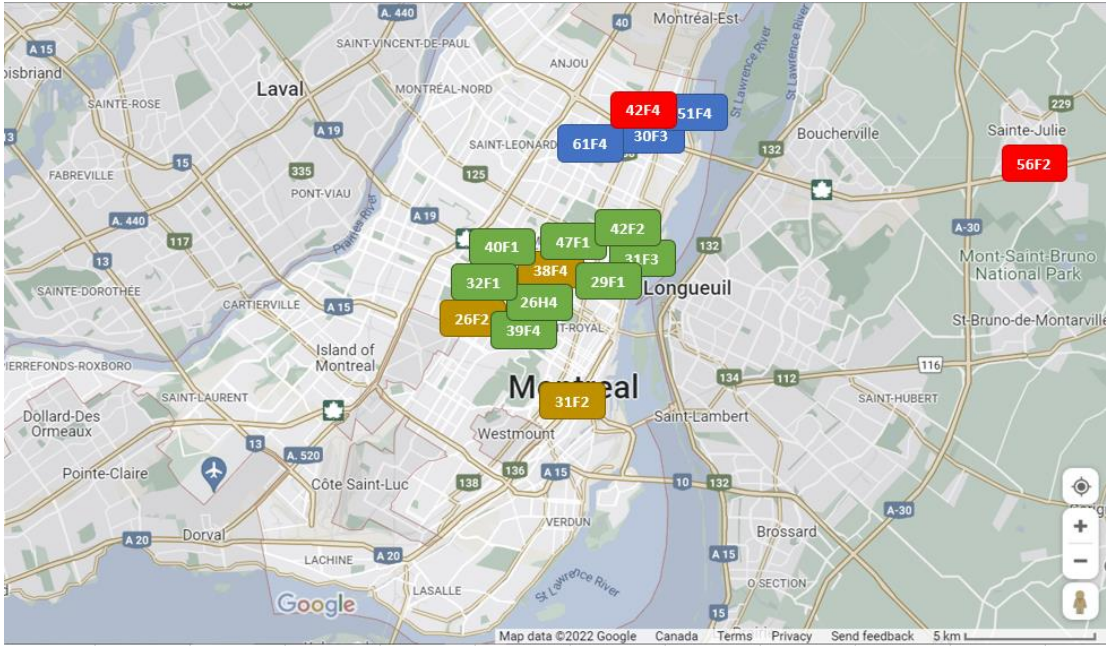 A. 440
40
Montréal-Est
A 15
SAINT-VINCENT-DE-PAUL
ANJOU
St Lawrence River
St Lawrence River
oisbriand
Laval
MONTRÉAL-NORD
42F4
51F4
229
SAINTE-ROSE
A 19
Boucherville
Sainte-Julie
13
SAINT-LEONARD
61F4
30F3
132
15
335
125
56F2
FABREVILLE
PONT-VIAU
A. 440
Prairies River
A 19
42F2
A-30
117
40F1
47F1
132
13
31F3
Mont-Saint-Bruno
National Park
38F4
SAINTE-DOROTHÉE
32F1
29F1
Longueuil
CARTIERVILLE
A 15
26H4
26F2
St-Bruno-de-Montarville
39F4
NT-ROYAL
Island of
Montreal
PIERREFONDS-ROXBORO
116
134
112
SAINT-LAURENT
Montreal
31F2
SAINT-HUBERT
Dollard-Des
Ormeaux
Saint-Lambert
13
Westmount
A. 520
Pointe-Claire
136
A 15
Côte Saint-Luc
138
10
132
A-30
VERDUN
Brossard
A 20
Dorval
LACHINE
A 20
A 15
LASALLE
St Lawrence River
O SECTION
Google
15
Map data ©2022 Google
Canada
Terms
Privacy
Send feedback
5 km